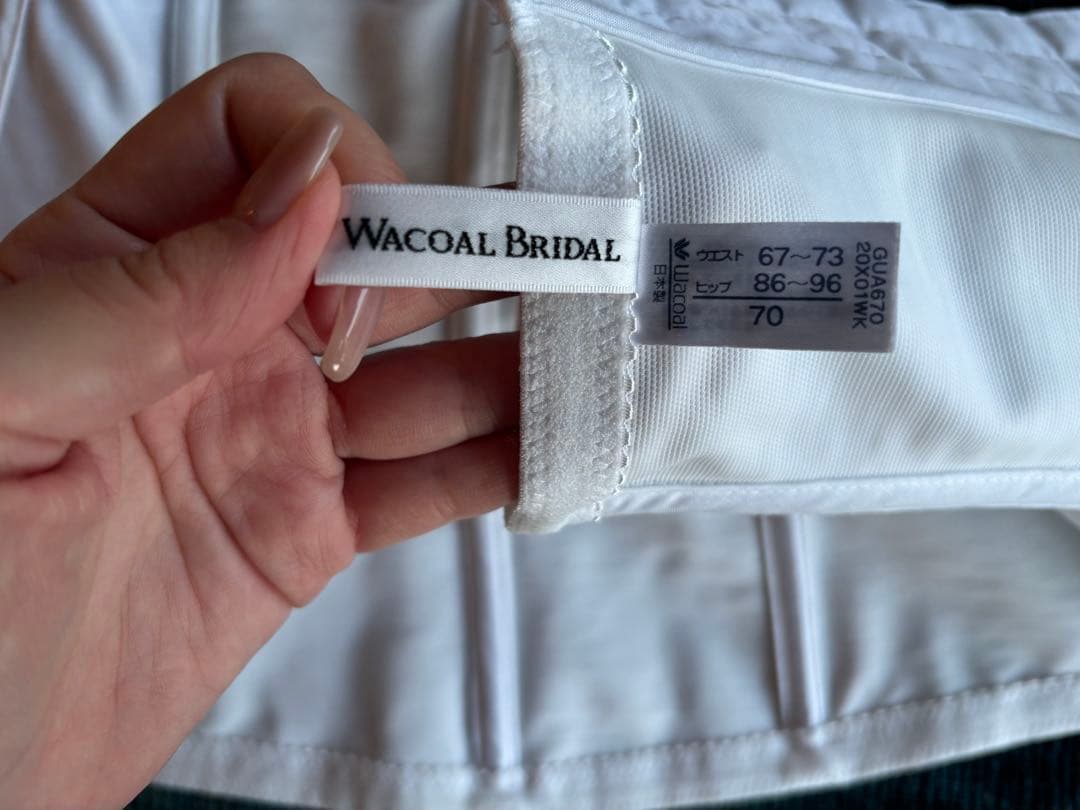 WACOAL BRIDAL
Wacoal
日本製
ウエスト 67〜73
ヒップ 86〜96
70
GUA670
20X01WK